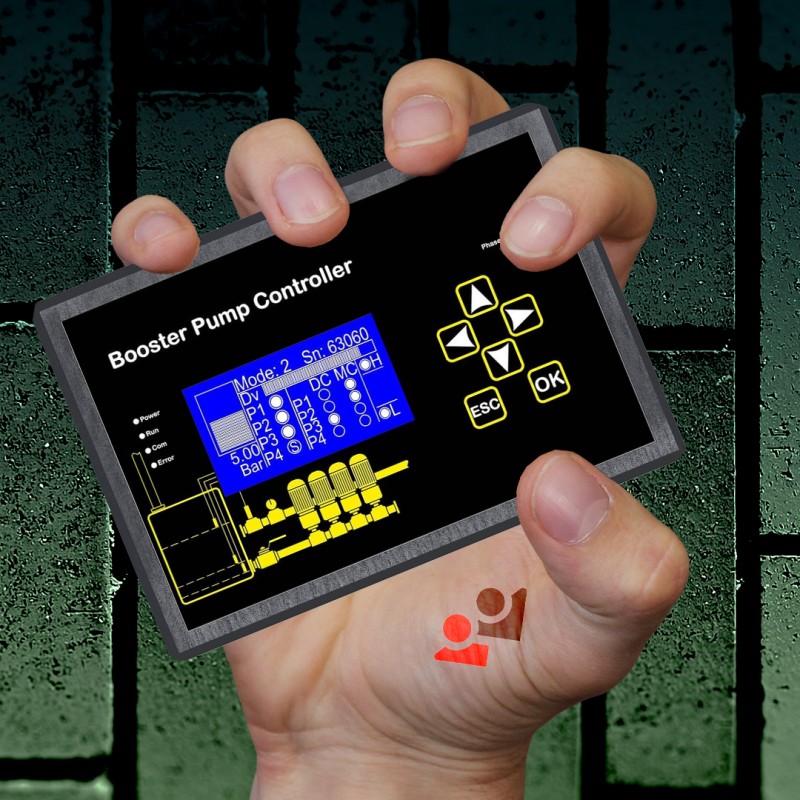 Phase
Booster Pump Controller
Mode: 2 Sn: 63060
Dv
DC MC H
P1 P1
P2 P2
P3 P3
P4 S P4
L
5.00
Bar
Power
Run
Com
Error
ESC
OK